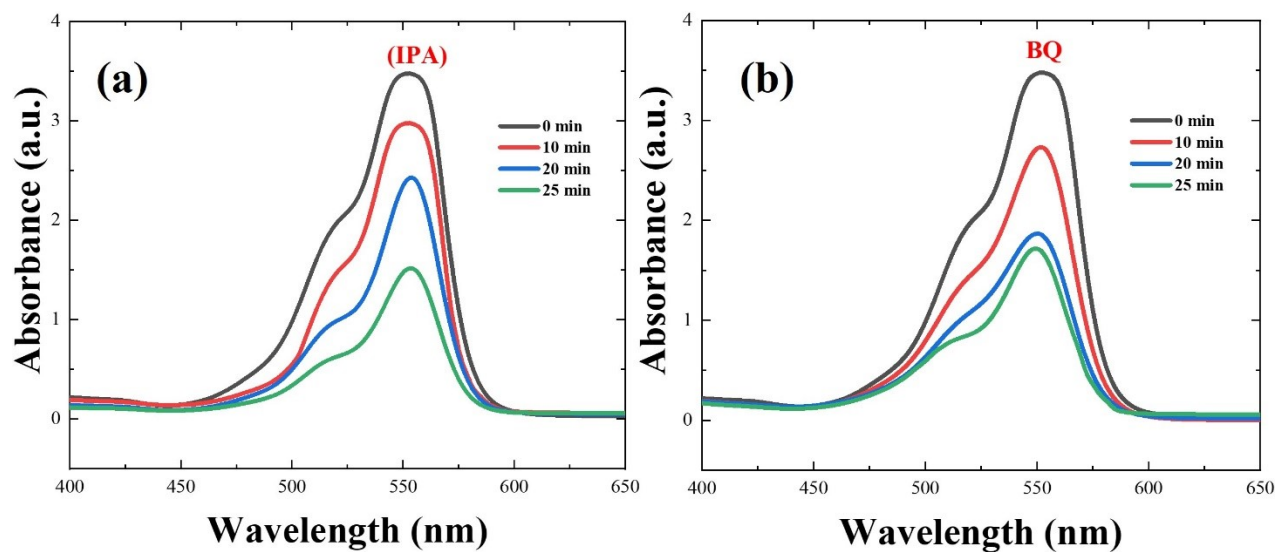 (a)
(IPA)
0 min
10 min
20 min
25 min
Absorbance (a.u.)
4
3
2
1
0
400
450
500
550
600
650
Wavelength (nm)
(b)
BQ
0 min
10 min
20 min
25 min
Absorbance (a.u.)
4
3
2
1
0
400
450
500
550
600
650
Wavelength (nm)